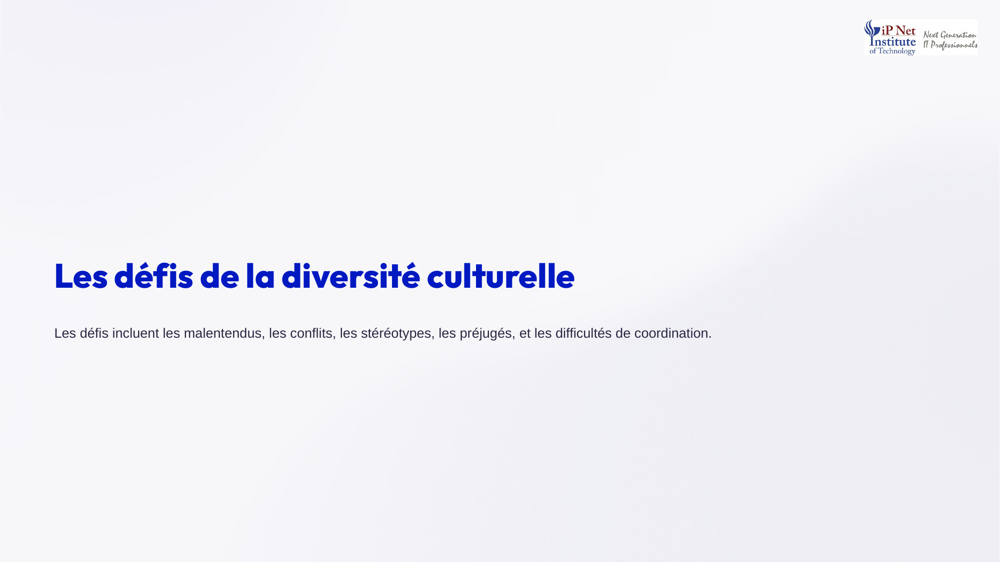 iP Net
Institute
of Technology
Next Generation
IT Professionnels
Les défis de la diversité culturelle
Les défis incluent les malentendus, les conflits, les stéréotypes, les préjugés, et les difficultés de coordination.